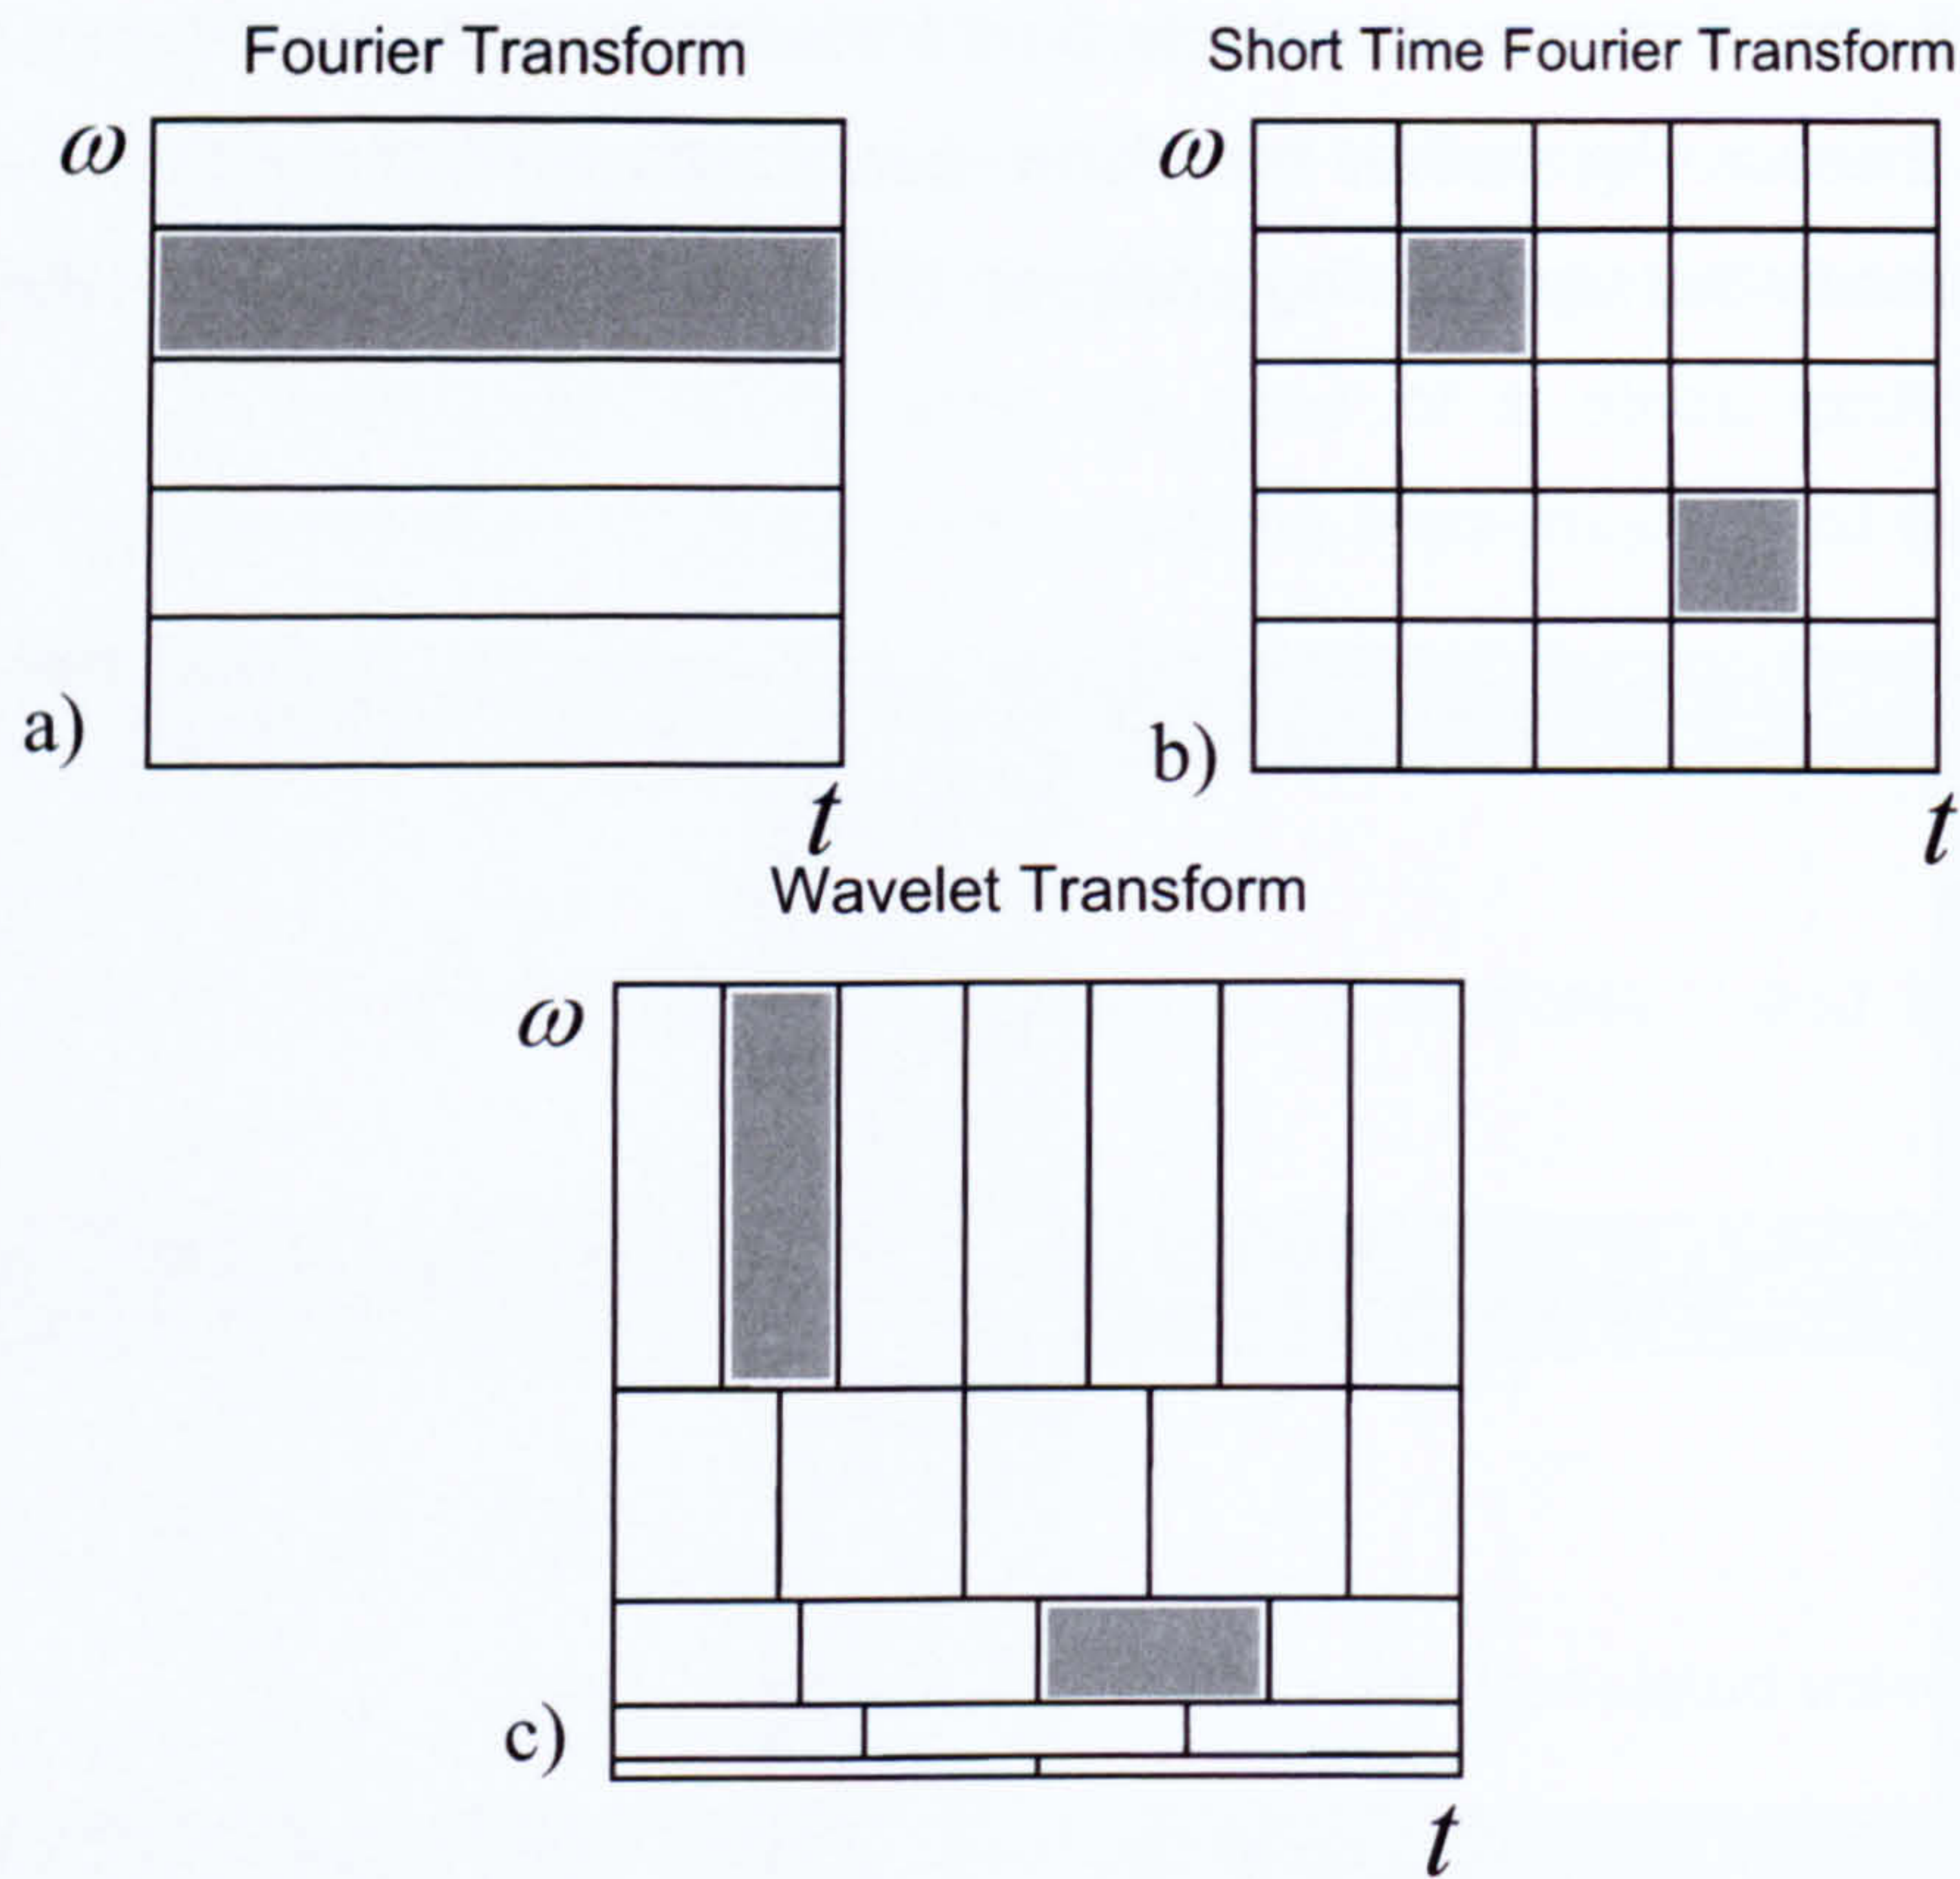 Fourier Transform
Short Time Fourier Transform
ω
ω
a)
b)
t
t
Wavelet Transform
ω
c)
t